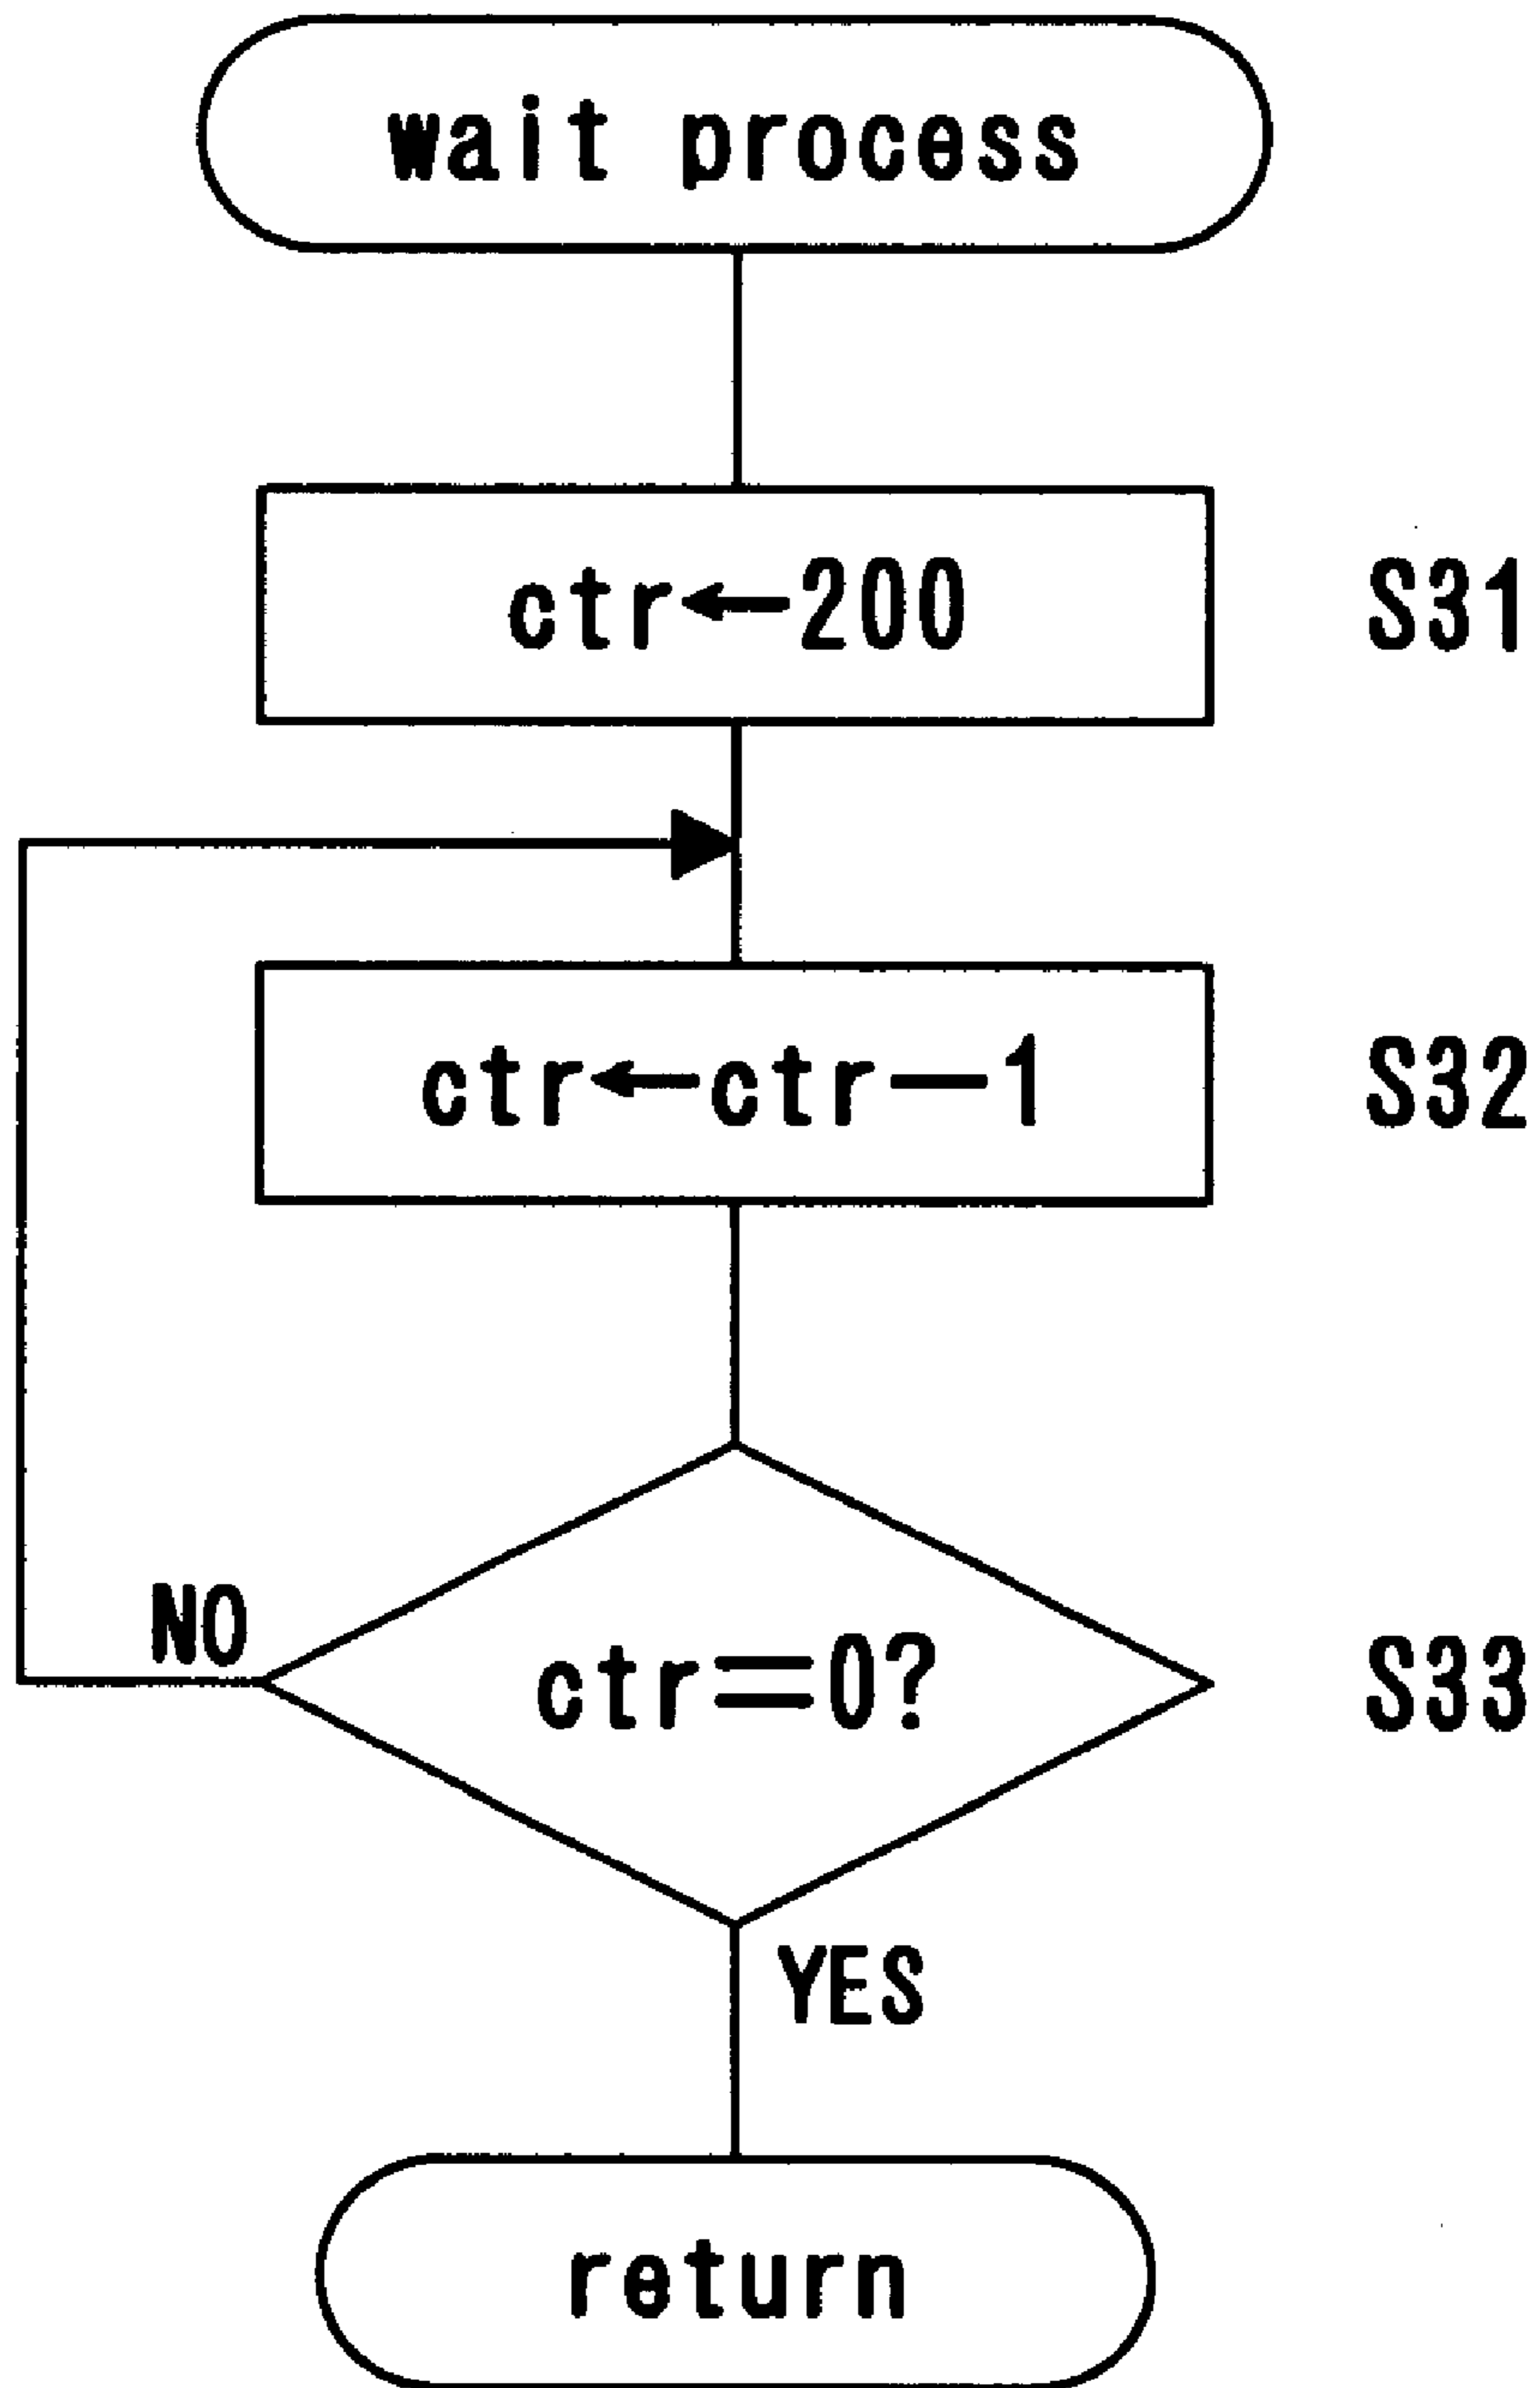 wait process
ctr←200 S31
ctr←ctr—1 S32
NO
ctr=0? S33
YES
return